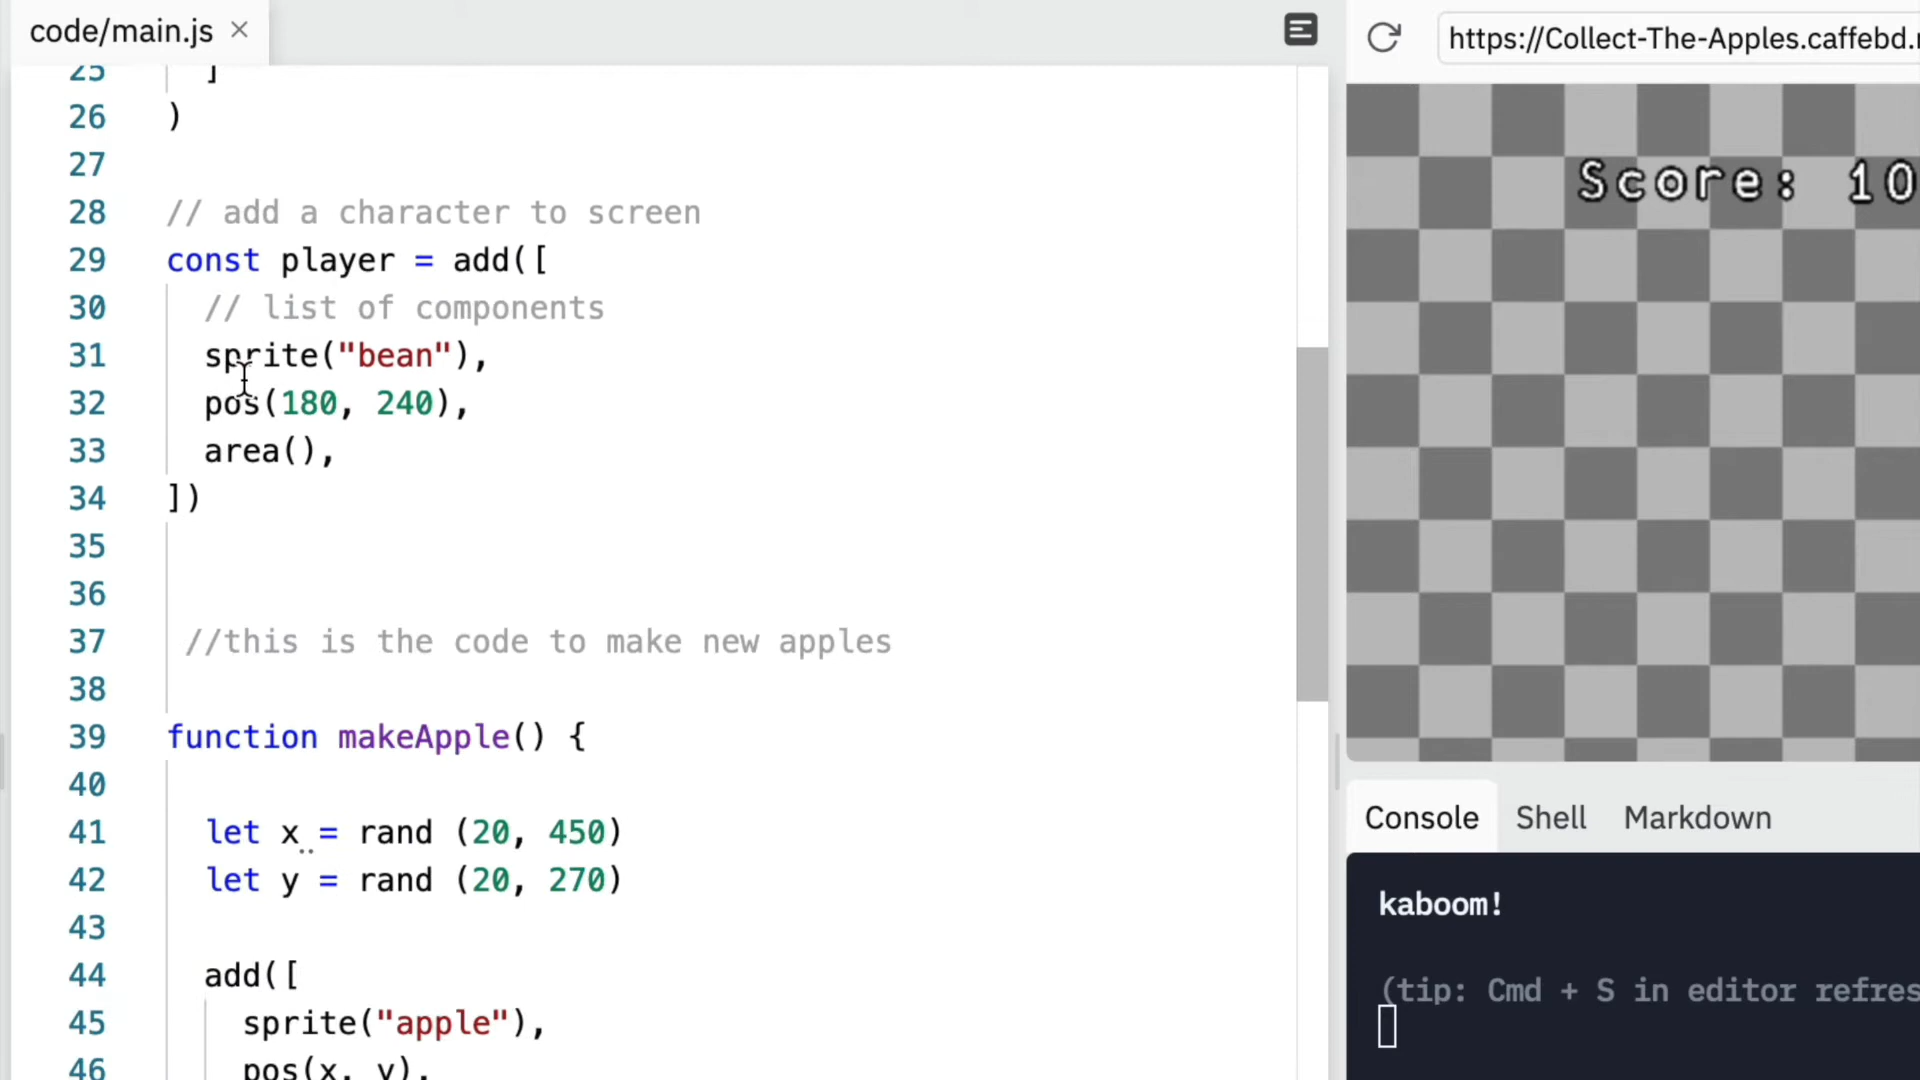 code/main.js ×
https://Collect-The-Apples.caffebd.r
25 ]
26 )
27
28 // add a character to screen
29 const player = add([
30 // list of components
31 sprite("bean"),
32 pos(180, 240),
33 area(),
34 ])
35
36
37 //this is the code to make new apples
38
39 function makeApple() {
40
41 let x = rand (20, 450)
42 let y = rand (20, 270)
43
44 add([
45 sprite("apple"),
46 pos(x, y),
Score: 10
Console Shell Markdown
kaboom!
(tip: Cmd + S in editor refres